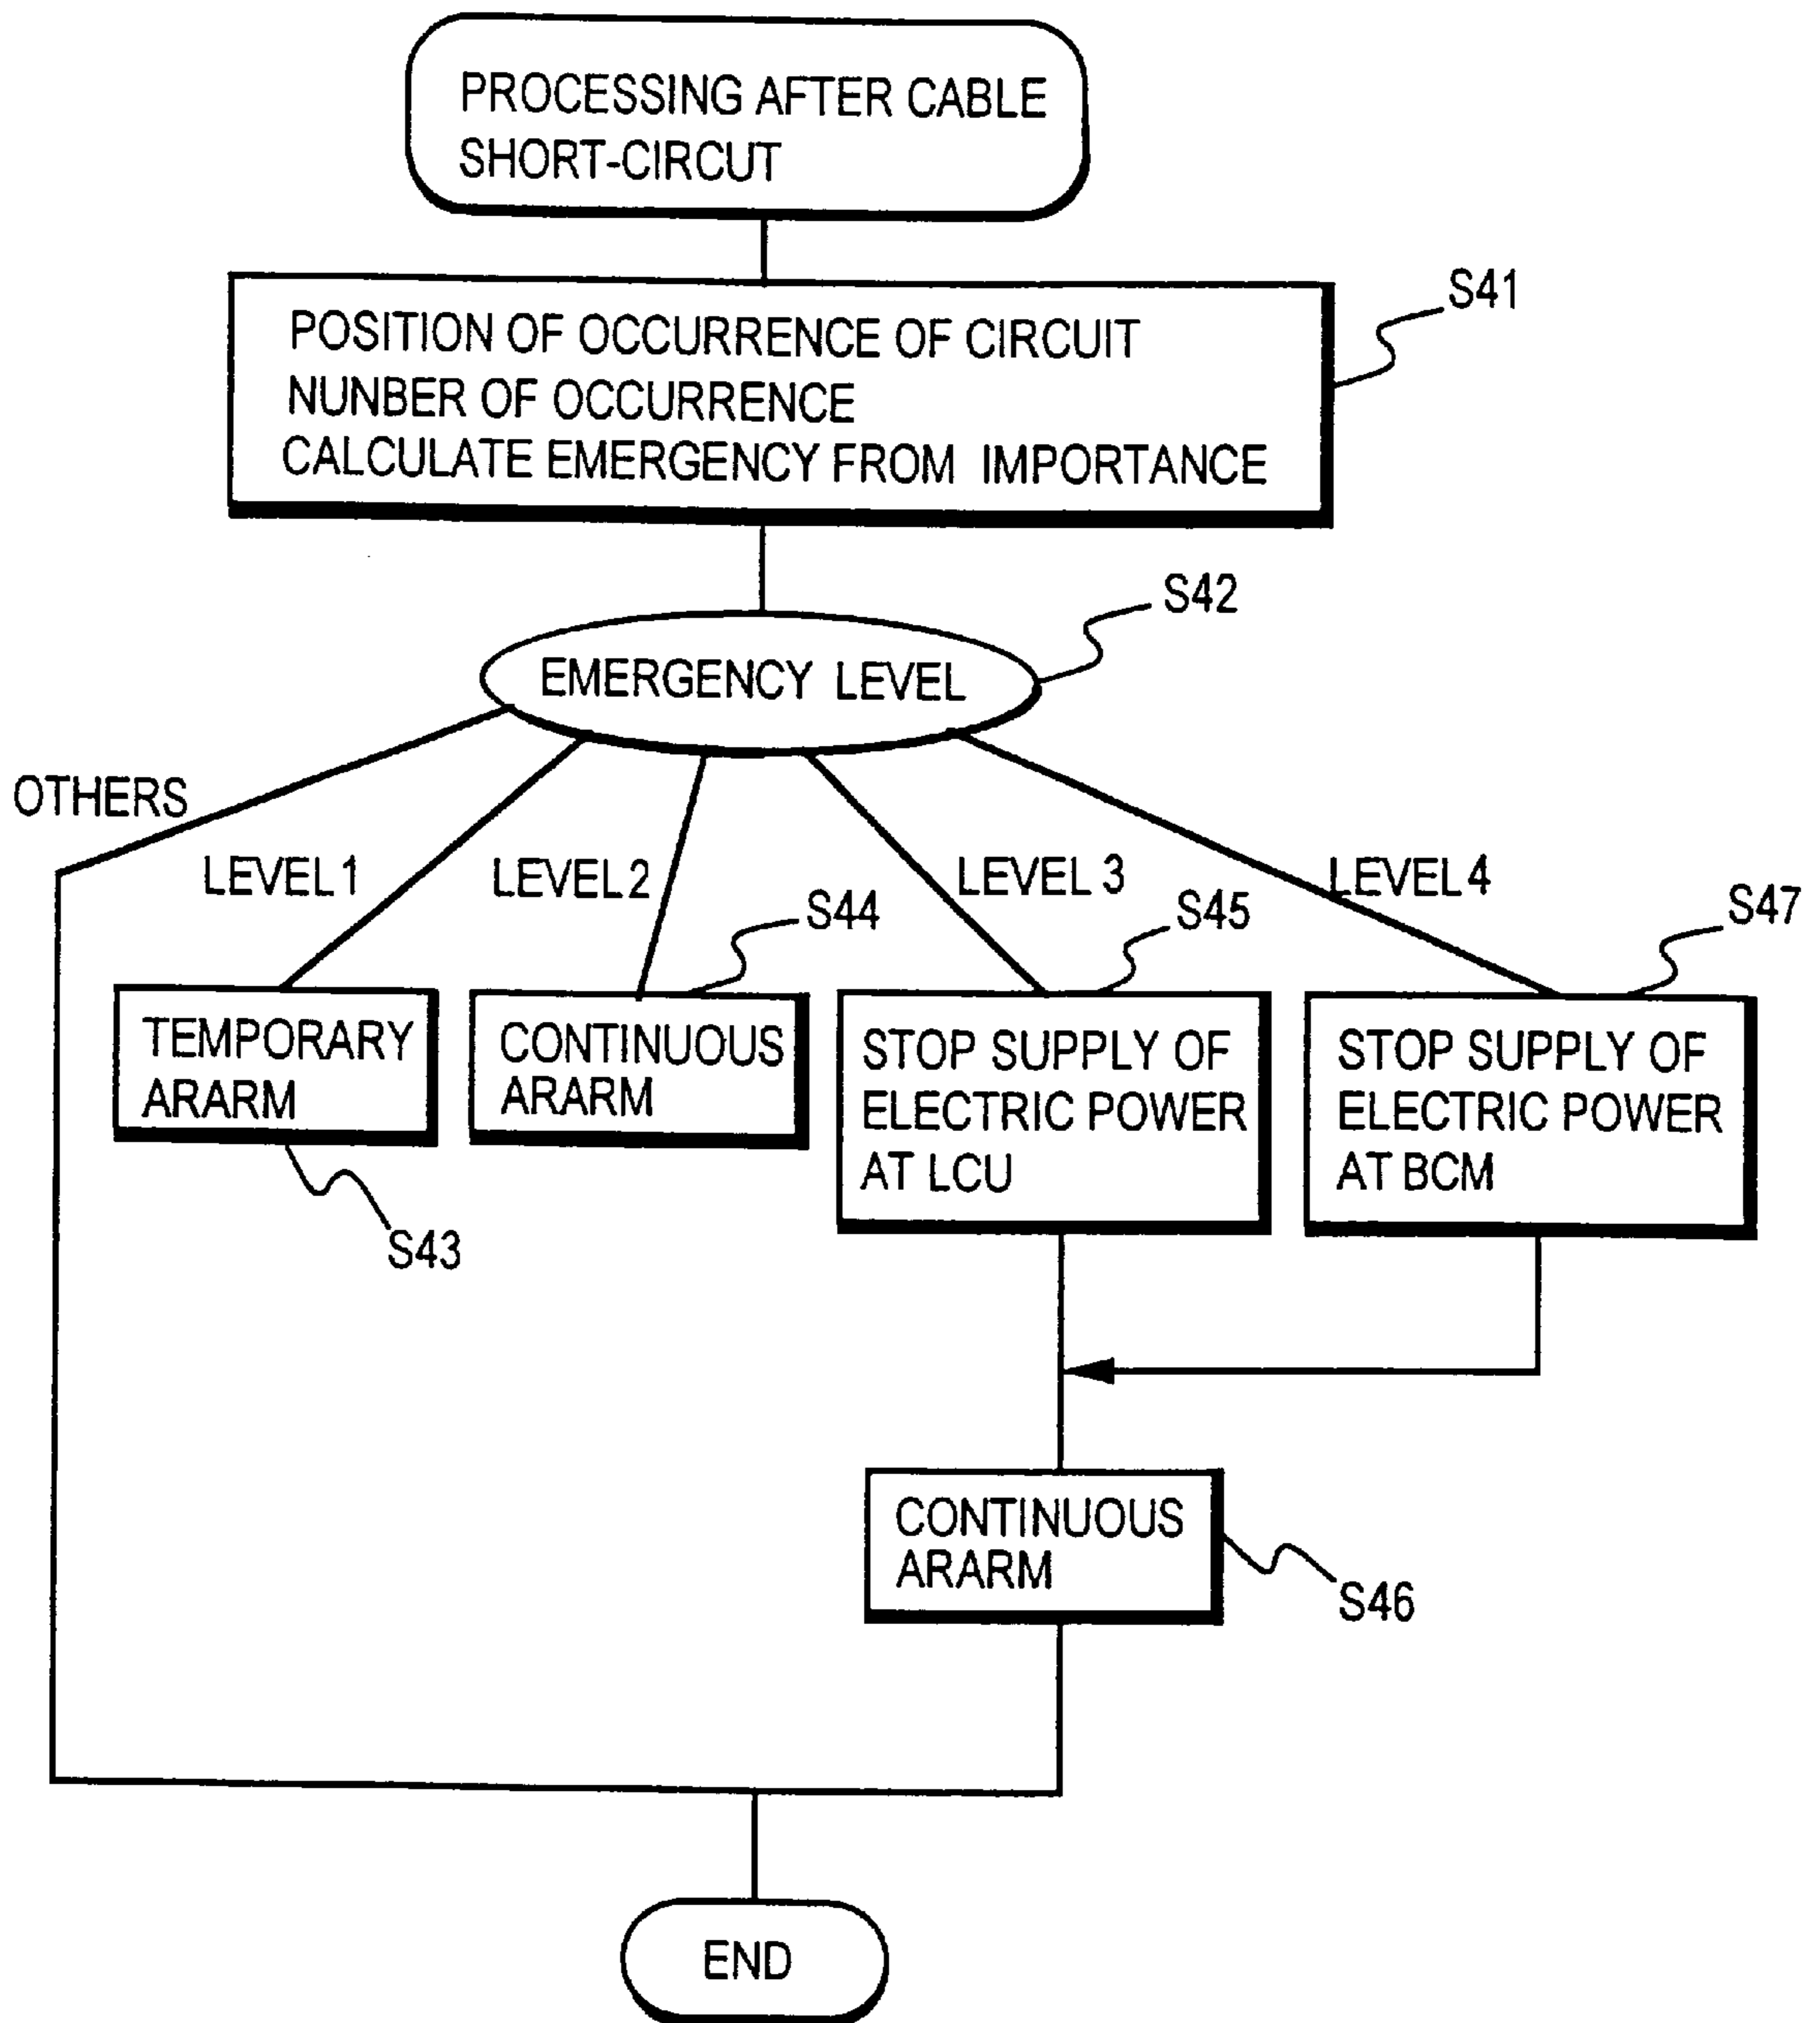 PROCESSING AFTER CABLE
SHORT-CIRCUT
POSITION OF OCCURRENCE OF CIRCUIT
NUNBER OF OCCURRENCE
CALCULATE EMERGENCY FROM IMPORTANCE
S41
EMERGENCY LEVEL
S42
OTHERS
LEVEL 1
LEVEL 2
LEVEL 3
LEVEL 4
S44
S45
S47
TEMPORARY
ARARM
S43
CONTINUOUS
ARARM
STOP SUPPLY OF
ELECTRIC POWER
AT LCU
STOP SUPPLY OF
ELECTRIC POWER
AT BCM
CONTINUOUS
ARARM
S46
END